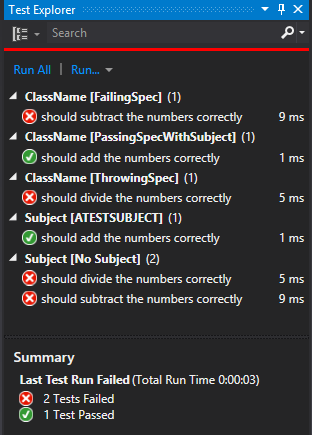 Test Explorer
Search
Run All | Run...
ClassName [FailingSpec] (1)
should subtract the numbers correctly 9 ms
ClassName [PassingSpecWithSubject] (1)
should add the numbers correctly 1 ms
ClassName [ThrowingSpec] (1)
should divide the numbers correctly 5 ms
Subject [ATESTSUBJECT] (1)
should add the numbers correctly 1 ms
Subject [No Subject] (2)
should divide the numbers correctly 5 ms
should subtract the numbers correctly 9 ms
Summary
Last Test Run Failed (Total Run Time 0:00:03)
2 Tests Failed
1 Test Passed